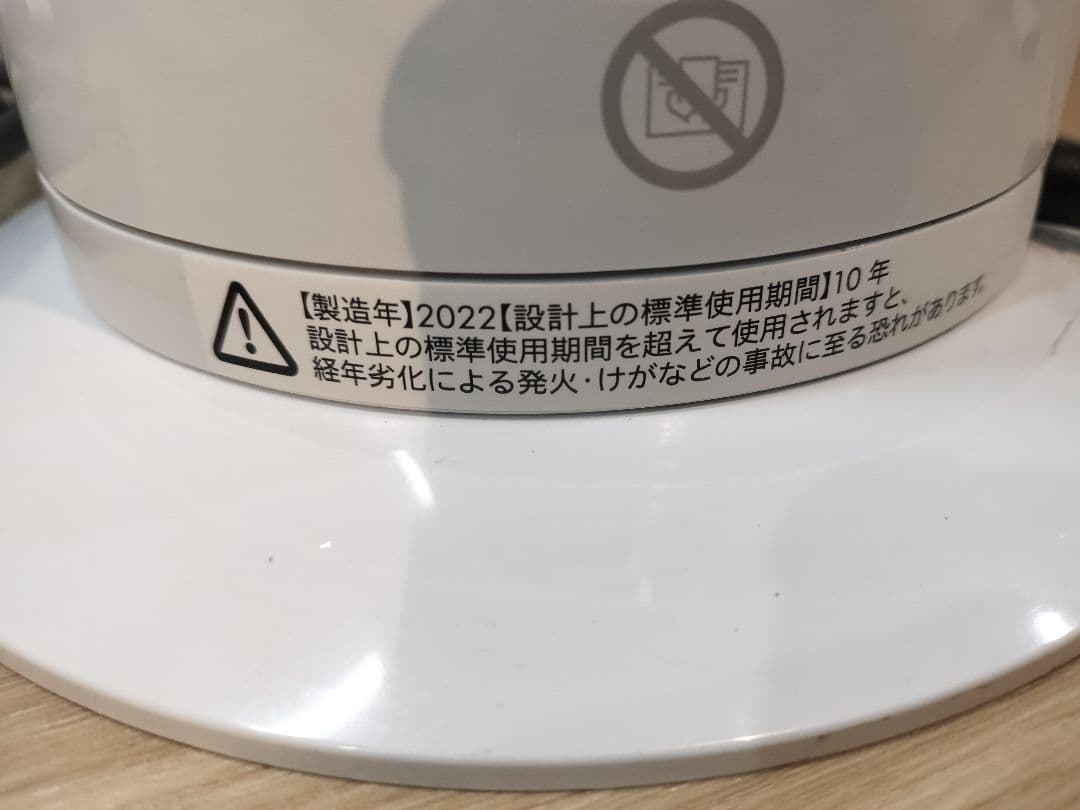 【製造年】2022【設計上の標準使用期間】10年
設計上の標準使用期間を超えて使用されますと、
経年劣化による発火・けがなどの事故に至る恐れがあります。